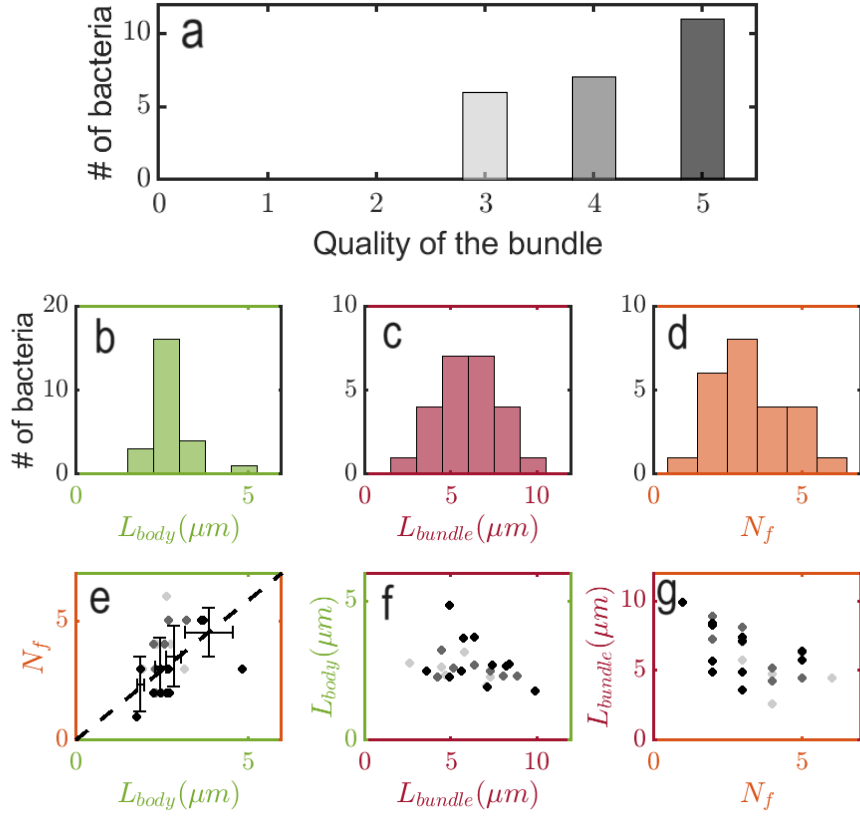 a
# of bacteria
10
5
0
0 1 2 3 4 5
Quality of the bundle
b
# of bacteria
20
10
0
0 5
L_body(μm)
c
10
5
0
0 5 10
L_bundle(μm)
d
10
5
0
0 5
N_f
e
N_f
5
0
0 5
L_body(μm)
f
L_body(μm)
5
0
0 5 10
L_bundle(μm)
g
L_bundle(μm)
10
5
0
0 5
N_f